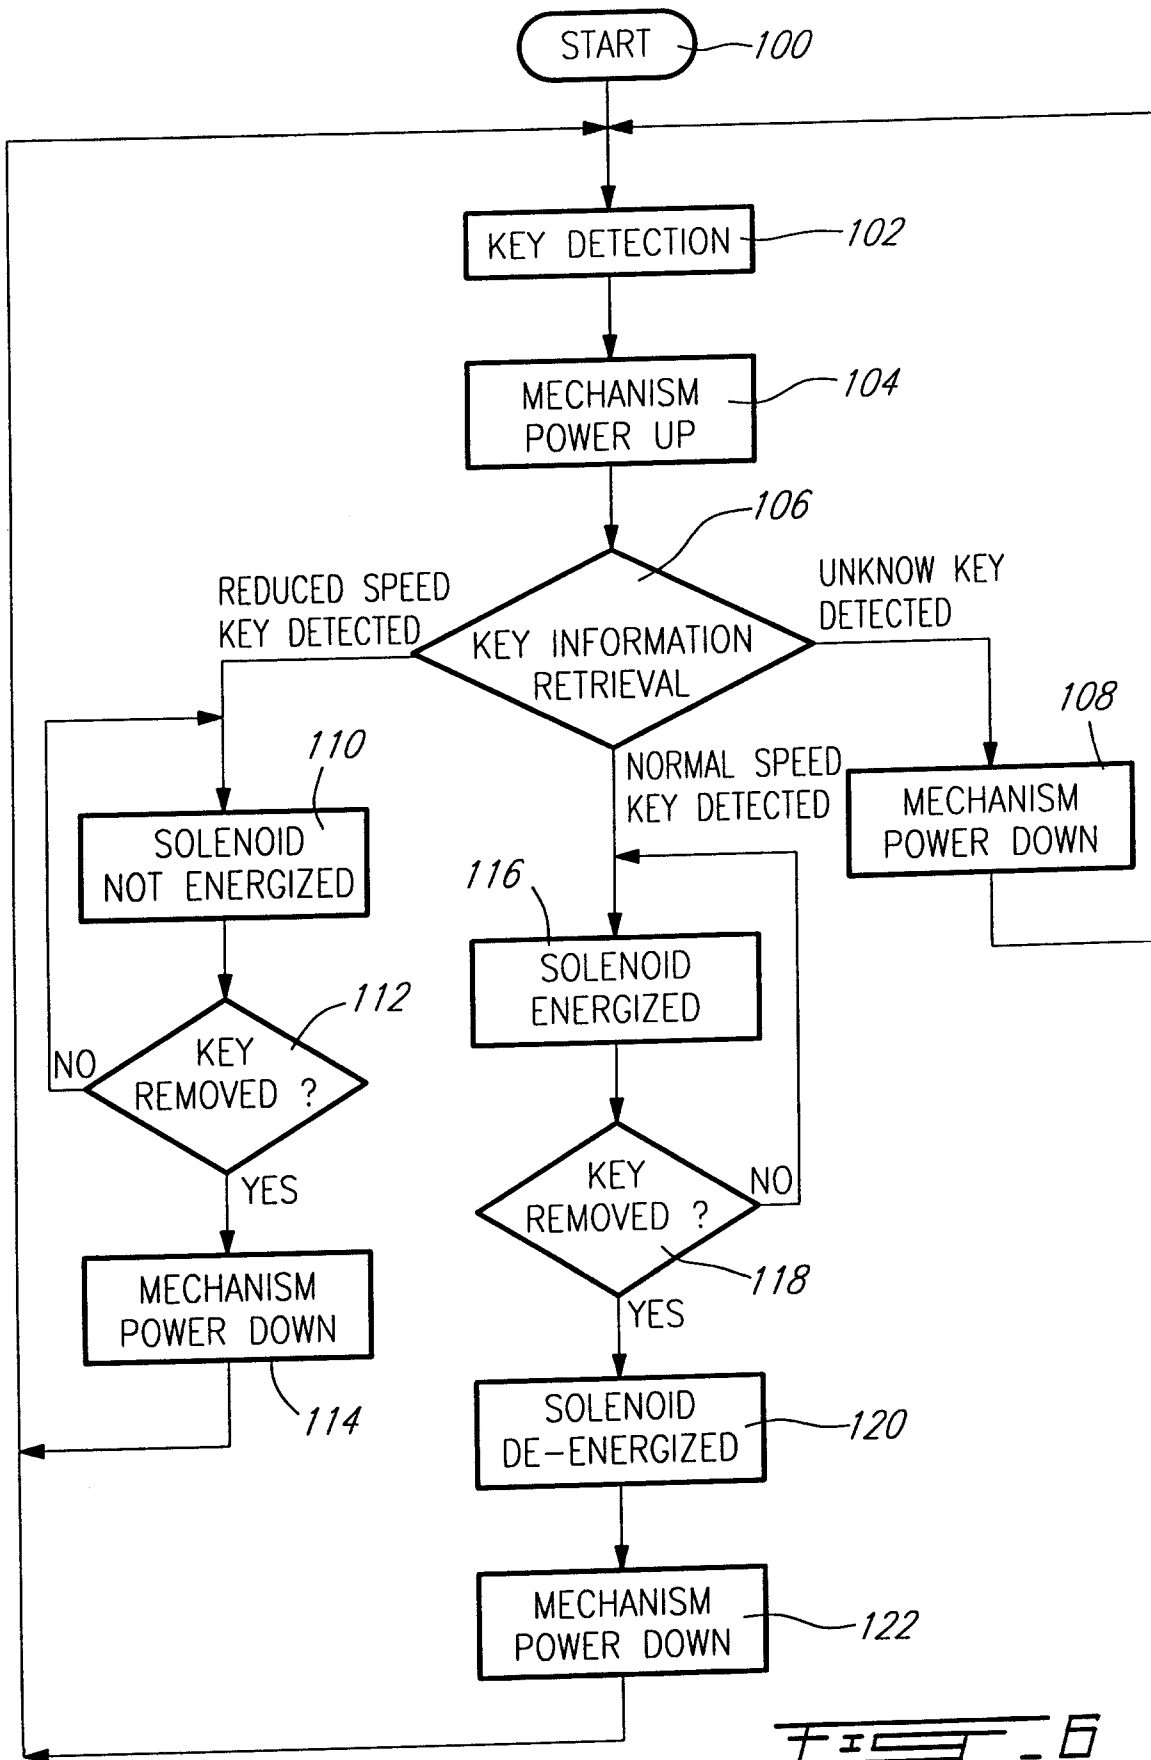 START
100
KEY DETECTION
102
MECHANISM
POWER UP
104
106
REDUCED SPEED
KEY DETECTED
KEY INFORMATION
RETRIEVAL
UNKNOW KEY
DETECTED
108
MECHANISM
POWER DOWN
NORMAL SPEED
KEY DETECTED
110
SOLENOID
NOT ENERGIZED
112
KEY
REMOVED ?
NO
YES
MECHANISM
POWER DOWN
114
116
SOLENOID
ENERGIZED
KEY
REMOVED ?
NO
118
YES
SOLENOID
DE-ENERGIZED
120
MECHANISM
POWER DOWN
122
FIG_6